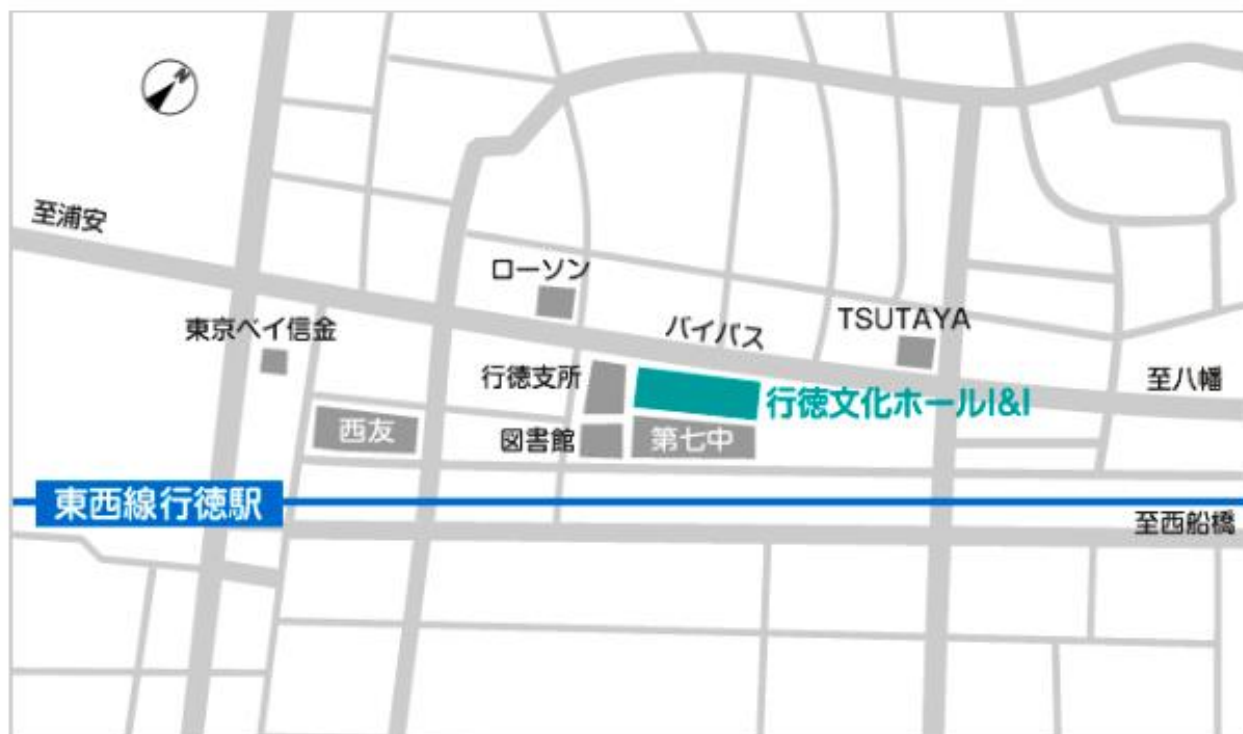 N
至浦安
ローソン
東京ベイ信金
バイパス
TSUTAYA
行徳支所
至八幡
行徳文化ホールI&I
西友
図書館
第七中
東西線行徳駅
至西船橋